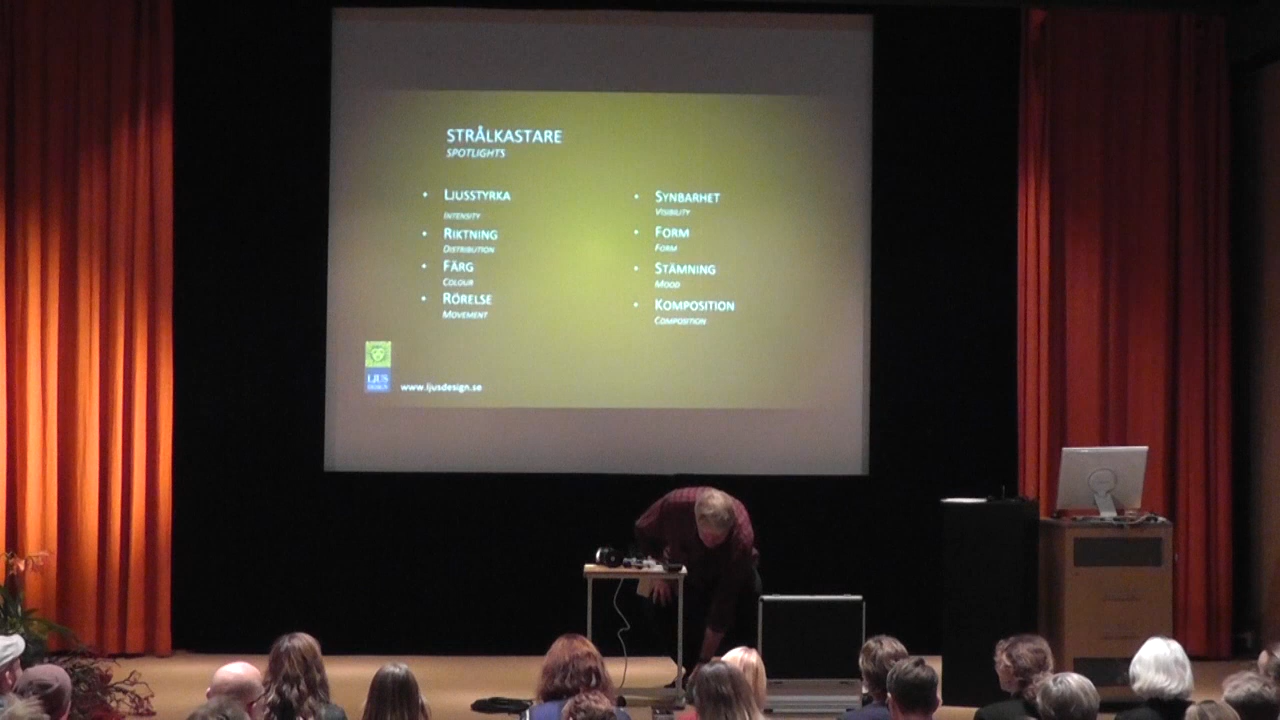 STRÅLKASTARE
SPOTLIGHTS
• LJUSSTYRKA
INTENSITY
• RIKTNING
DISTRIBUTION
• FÄRG
COLOUR
• RÖRELSE
MOVEMENT
• SYNBARHET
VISIBILITY
• FORM
FORM
• STÄMNING
MOOD
• KOMPOSITION
COMPOSITION
LJUS
DESIGN
www.ljusdesign.se